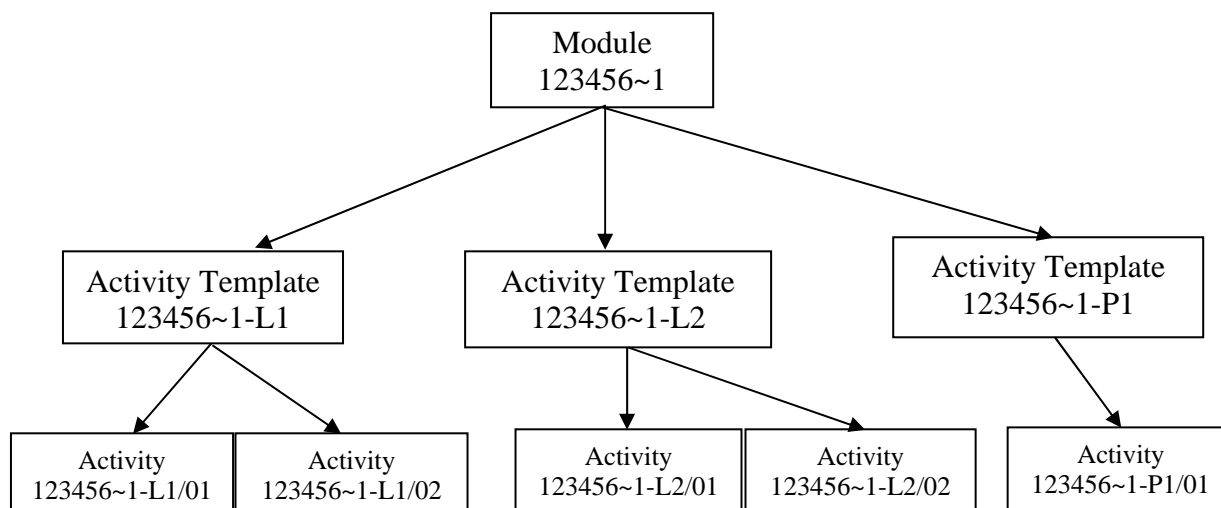 Module
123456~1
Activity Template
123456~1-L1
Activity Template
123456~1-L2
Activity Template
123456~1-P1
Activity
123456~1-L1/01
Activity
123456~1-L1/02
Activity
123456~1-L2/01
Activity
123456~1-L2/02
Activity
123456~1-P1/01